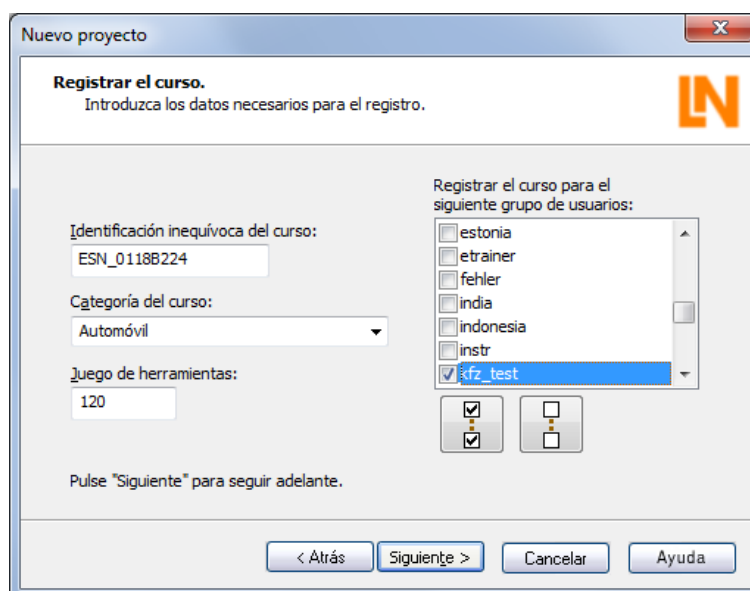 Nuevo proyecto
Registrar el curso.
Introduzca los datos necesarios para el registro.
LN
Identificación inequívoca del curso:
ESN_0118B224
Categoría del curso:
Automóvil
Juego de herramientas:
120
Registrar el curso para el
siguiente grupo de usuarios:
estonia
etrainer
fehler
india
indonesia
instr
kfz_test
Pulse "Siguiente" para seguir adelante.
< Atrás
Siguiente >
Cancelar
Ayuda